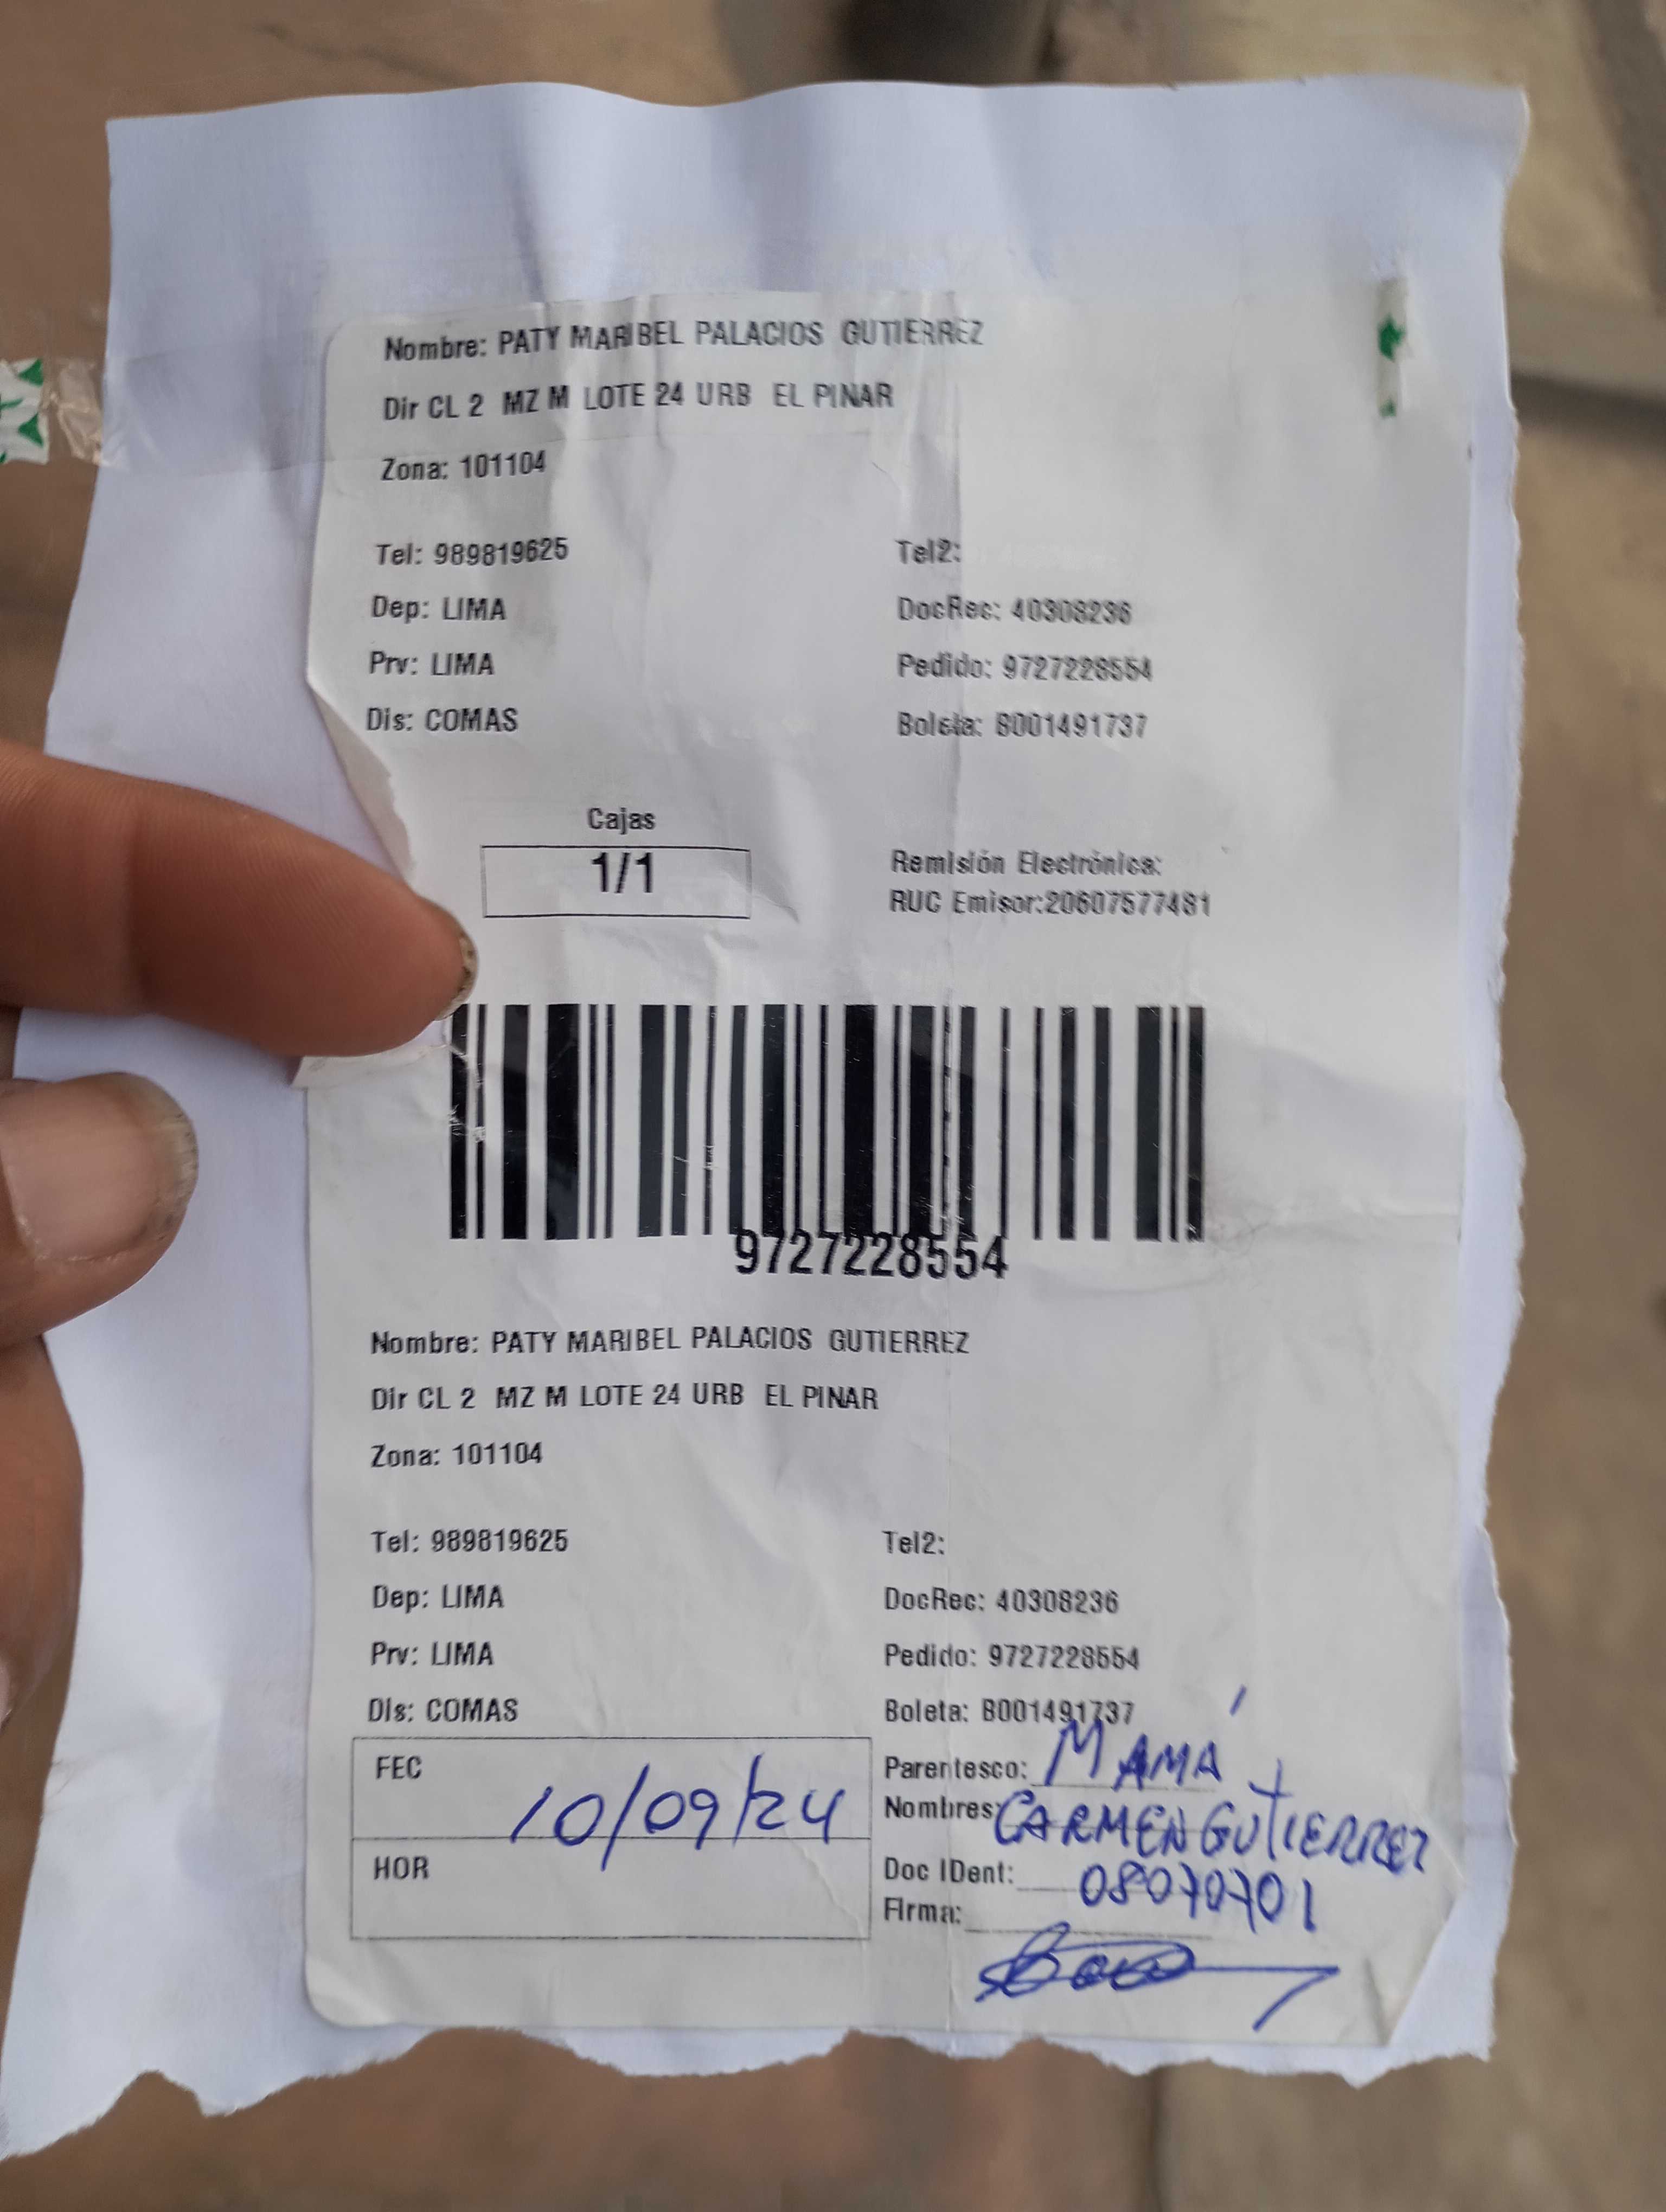 Nombre: PATY MARIBEL PALACIOS GUTIERREZ
Dir CL 2 MZ M LOTE 24 URB EL PINAR
Zona: 101104
Tel: 989819625 Tel2:
Dep: LIMA DocRec: 40308236
Prv: LIMA Pedido: 9727228554
Dis: COMAS Boleta: B001491737
Cajas
1/1
Remisión Electrónica:
RUC Emisor:20607577481
9727228554
Nombre: PATY MARIBEL PALACIOS GUTIERREZ
Dir CL 2 MZ M LOTE 24 URB EL PINAR
Zona: 101104
Tel: 989819625 Tel2:
Dep: LIMA DocRec: 40308236
Prv: LIMA Pedido: 9727228554
Dis: COMAS Boleta: B001491737
FEC 10/09/24
HOR
Parentesco: MAMÁ
Nombres: CARMEN GUTIERREZ
Doc IDent: 08070701
Firma: